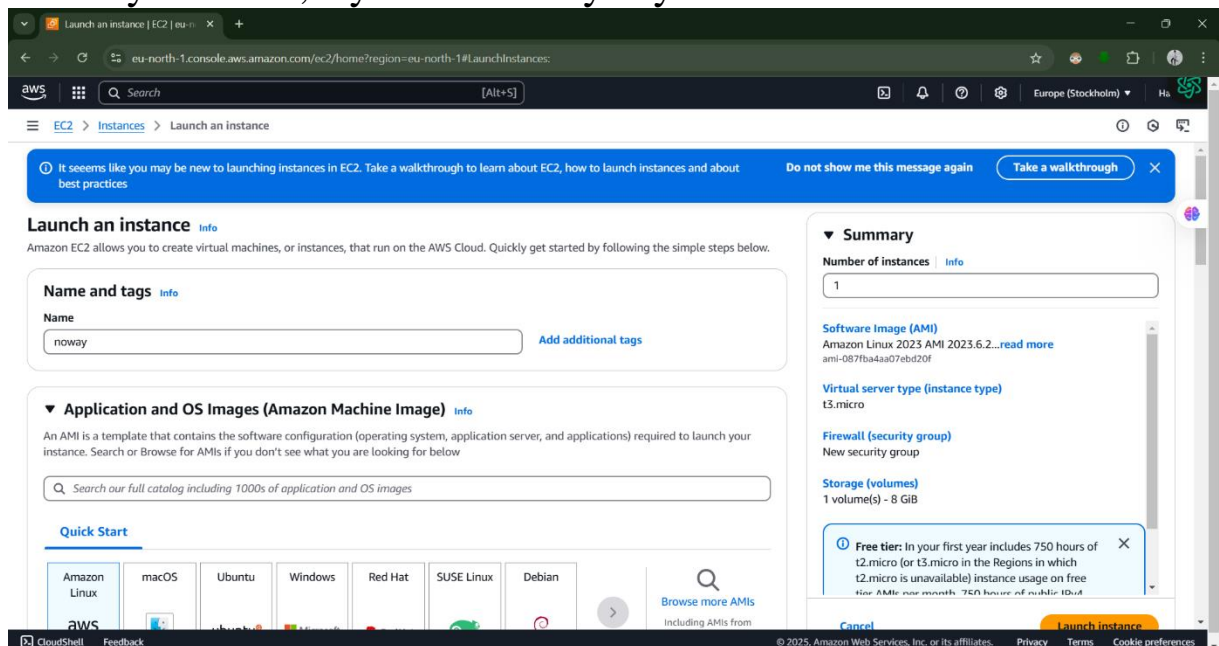 Launch an instance | EC2 | eu-n
eu-north-1.console.aws.amazon.com/ec2/home?region=eu-north-1#LaunchInstances:
aws
Search
[Alt+S]
Europe (Stockholm)
EC2 > Instances > Launch an instance
It seeems like you may be new to launching instances in EC2. Take a walkthrough to learn about EC2, how to launch instances and about
best practices
Do not show me this message again
Take a walkthrough
Launch an instance Info
Amazon EC2 allows you to create virtual machines, or instances, that run on the AWS Cloud. Quickly get started by following the simple steps below.
Name and tags Info
Name
noway
Add additional tags
Application and OS Images (Amazon Machine Image) Info
An AMI is a template that contains the software configuration (operating system, application server, and applications) required to launch your
instance. Search or Browse for AMIs if you don't see what you are looking for below
Search our full catalog including 1000s of application and OS images
Quick Start
Amazon
Linux
aws
macOS
Ubuntu
Windows
Red Hat
SUSE Linux
Debian
Browse more AMIs
Including AMIs from
Summary
Number of instances Info
1
Software Image (AMI)
Amazon Linux 2023 AMI 2023.6.2...read more
ami-087fba4aa07ebd20f
Virtual server type (instance type)
t3.micro
Firewall (security group)
New security group
Storage (volumes)
1 volume(s) - 8 GiB
Free tier: In your first year includes 750 hours of
t2.micro (or t3.micro in the Regions in which
t2.micro is unavailable) instance usage on free
tier AMIs per month, 750 hours of public IPv4
Cancel
Launch instance
CloudShell
Feedback
© 2025, Amazon Web Services, Inc. or its affiliates.
Privacy
Terms
Cookie preferences